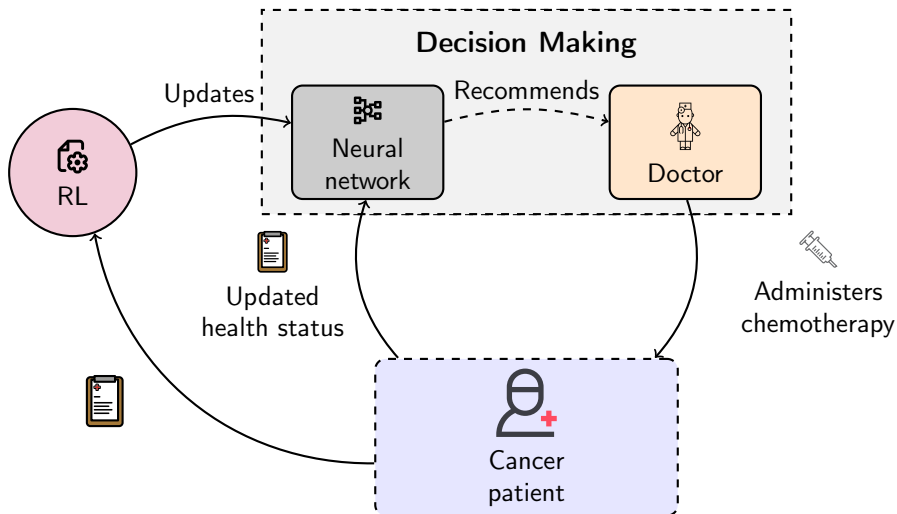 Decision Making
Updates
Recommends
Neural
network
Doctor
RL
Updated
health status
Administers
chemotherapy
Cancer
patient